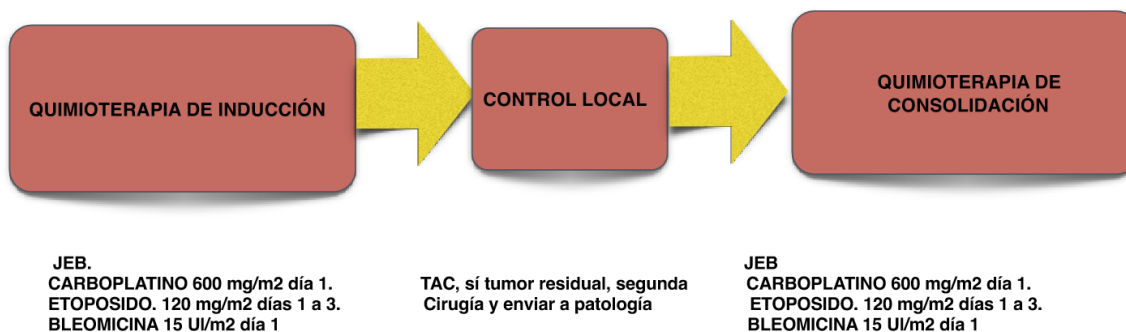 QUIMIOTERAPIA DE INDUCCIÓN
CONTROL LOCAL
QUIMIOTERAPIA DE
CONSOLIDACIÓN
JEB.
CARBOPLATINO 600 mg/m2 día 1.
ETOPOSIDO. 120 mg/m2 días 1 a 3.
BLEOMICINA 15 UI/m2 día 1
TAC, sí tumor residual, segunda
Cirugía y enviar a patología
JEB
CARBOPLATINO 600 mg/m2 día 1.
ETOPOSIDO. 120 mg/m2 días 1 a 3.
BLEOMICINA 15 UI/m2 día 1